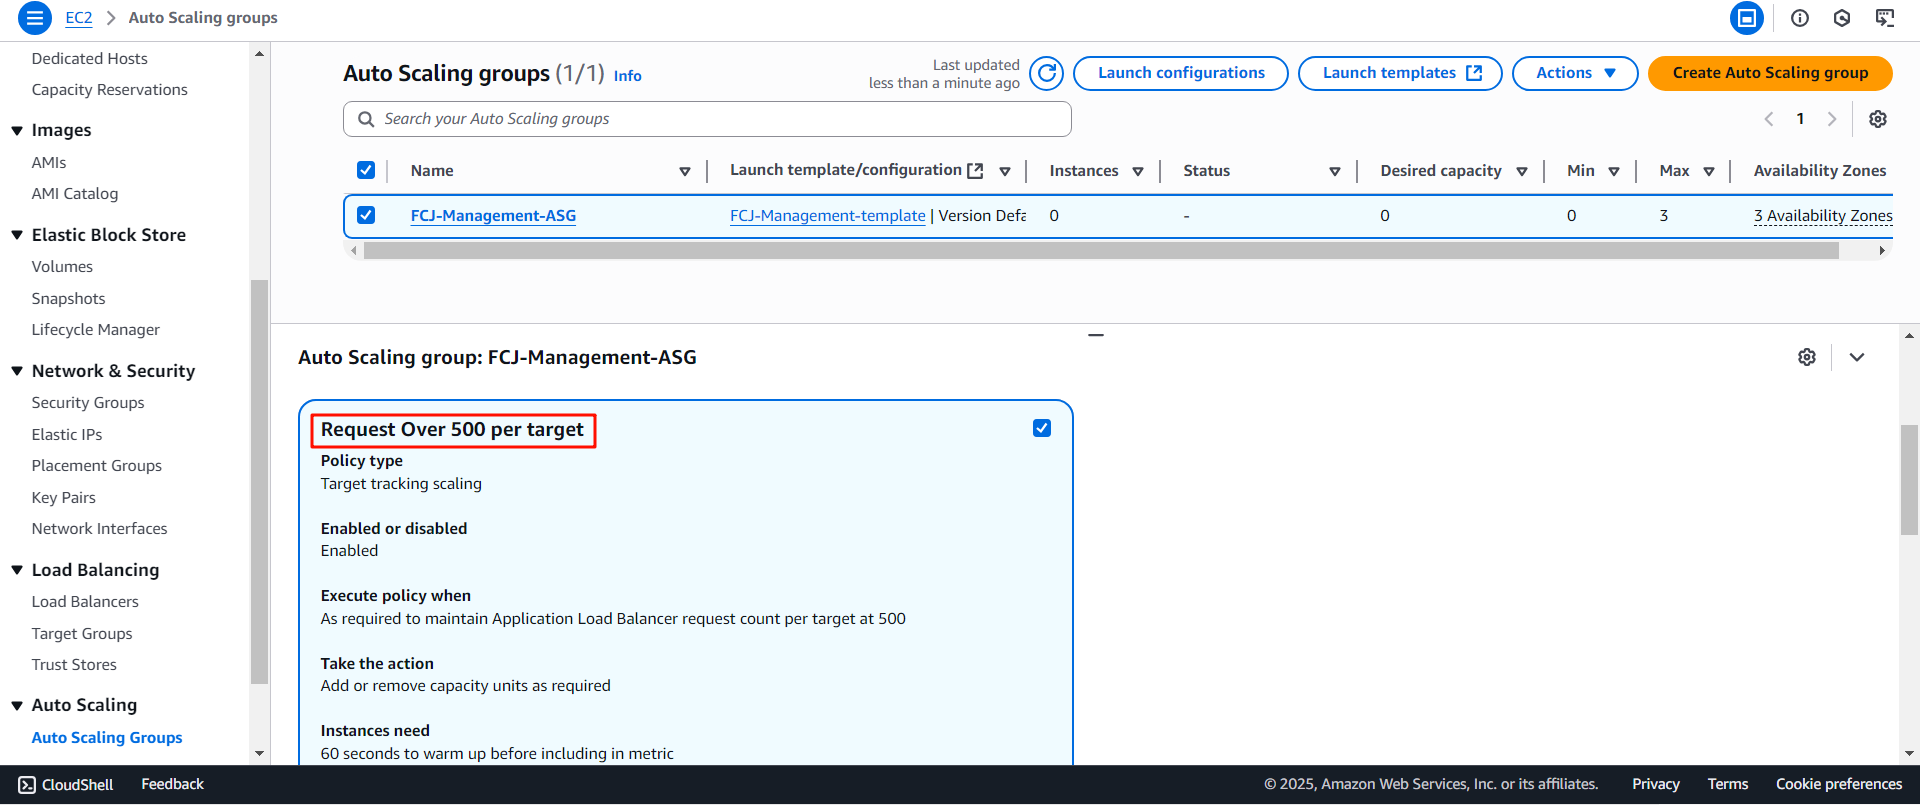 EC2 > Auto Scaling groups
Dedicated Hosts
Capacity Reservations
Images
AMIs
AMI Catalog
Elastic Block Store
Volumes
Snapshots
Lifecycle Manager
Network & Security
Security Groups
Elastic IPs
Placement Groups
Key Pairs
Network Interfaces
Load Balancing
Load Balancers
Target Groups
Trust Stores
Auto Scaling
Auto Scaling Groups
Auto Scaling groups (1/1) Info
Last updated
less than a minute ago
Launch configurations
Launch templates
Actions
Create Auto Scaling group
Search your Auto Scaling groups
1
Name Launch template/configuration Instances Status Desired capacity Min Max Availability Zones
FCJ-Management-ASG FCJ-Management-template | Version Defa 0 - 0 0 3 3 Availability Zones
Auto Scaling group: FCJ-Management-ASG
Request Over 500 per target
Policy type
Target tracking scaling
Enabled or disabled
Enabled
Execute policy when
As required to maintain Application Load Balancer request count per target at 500
Take the action
Add or remove capacity units as required
Instances need
60 seconds to warm up before including in metric
CloudShell Feedback © 2025, Amazon Web Services, Inc. or its affiliates. Privacy Terms Cookie preferences